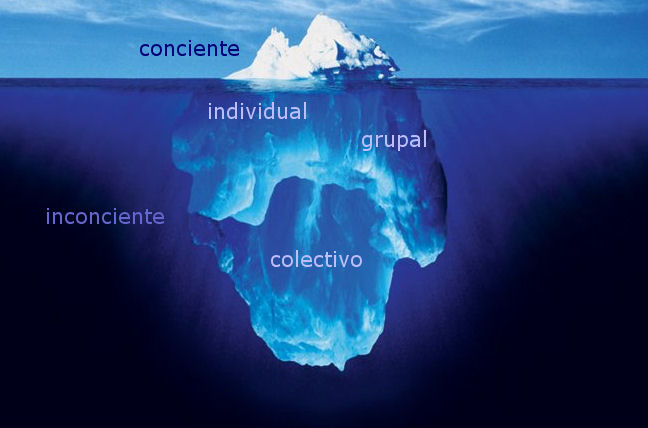 conciente
individual
grupal
inconciente
colectivo